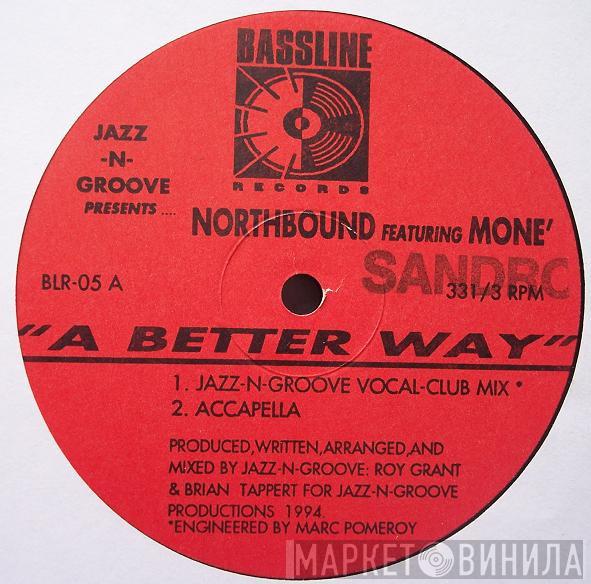 BASSLINE
RECORDS
JAZZ
-N-
GROOVE
PRESENTS ....
NORTHBOUND FEATURING MONE'
SANDRO
BLR-05 A
331/3 RPM
"A BETTER WAY"
1. JAZZ-N-GROOVE VOCAL-CLUB MIX *
2. ACCAPELLA
PRODUCED,WRITTEN,ARRANGED,AND
MIXED BY JAZZ-N-GROOVE: ROY GRANT
& BRIAN TAPPERT FOR JAZZ-N-GROOVE
PRODUCTIONS 1994.
*ENGINEERED BY MARC POMEROY
МАРКЕТ ВИНИЛА